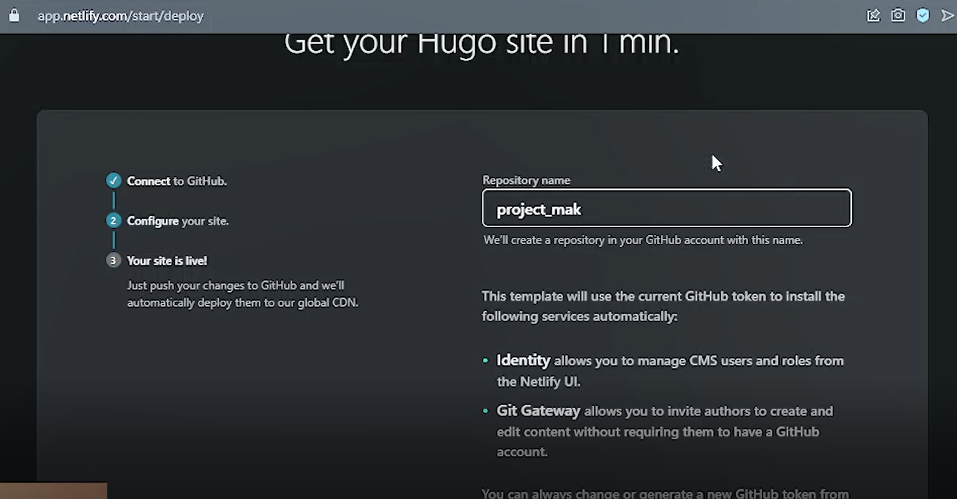 app.netlify.com/start/deploy
Get your Hugo site in 1 min.
Connect to GitHub.
2 Configure your site.
3 Your site is live!
Just push your changes to GitHub and we'll
automatically deploy them to our global CDN.
Repository name
project_mak
We'll create a repository in your GitHub account with this name.
This template will use the current GitHub token to install the
following services automatically:
• Identity allows you to manage CMS users and roles from
the Netlify UI.
• Git Gateway allows you to invite authors to create and
edit content without requiring them to have a GitHub
account.
You can always change or generate a new GitHub token from